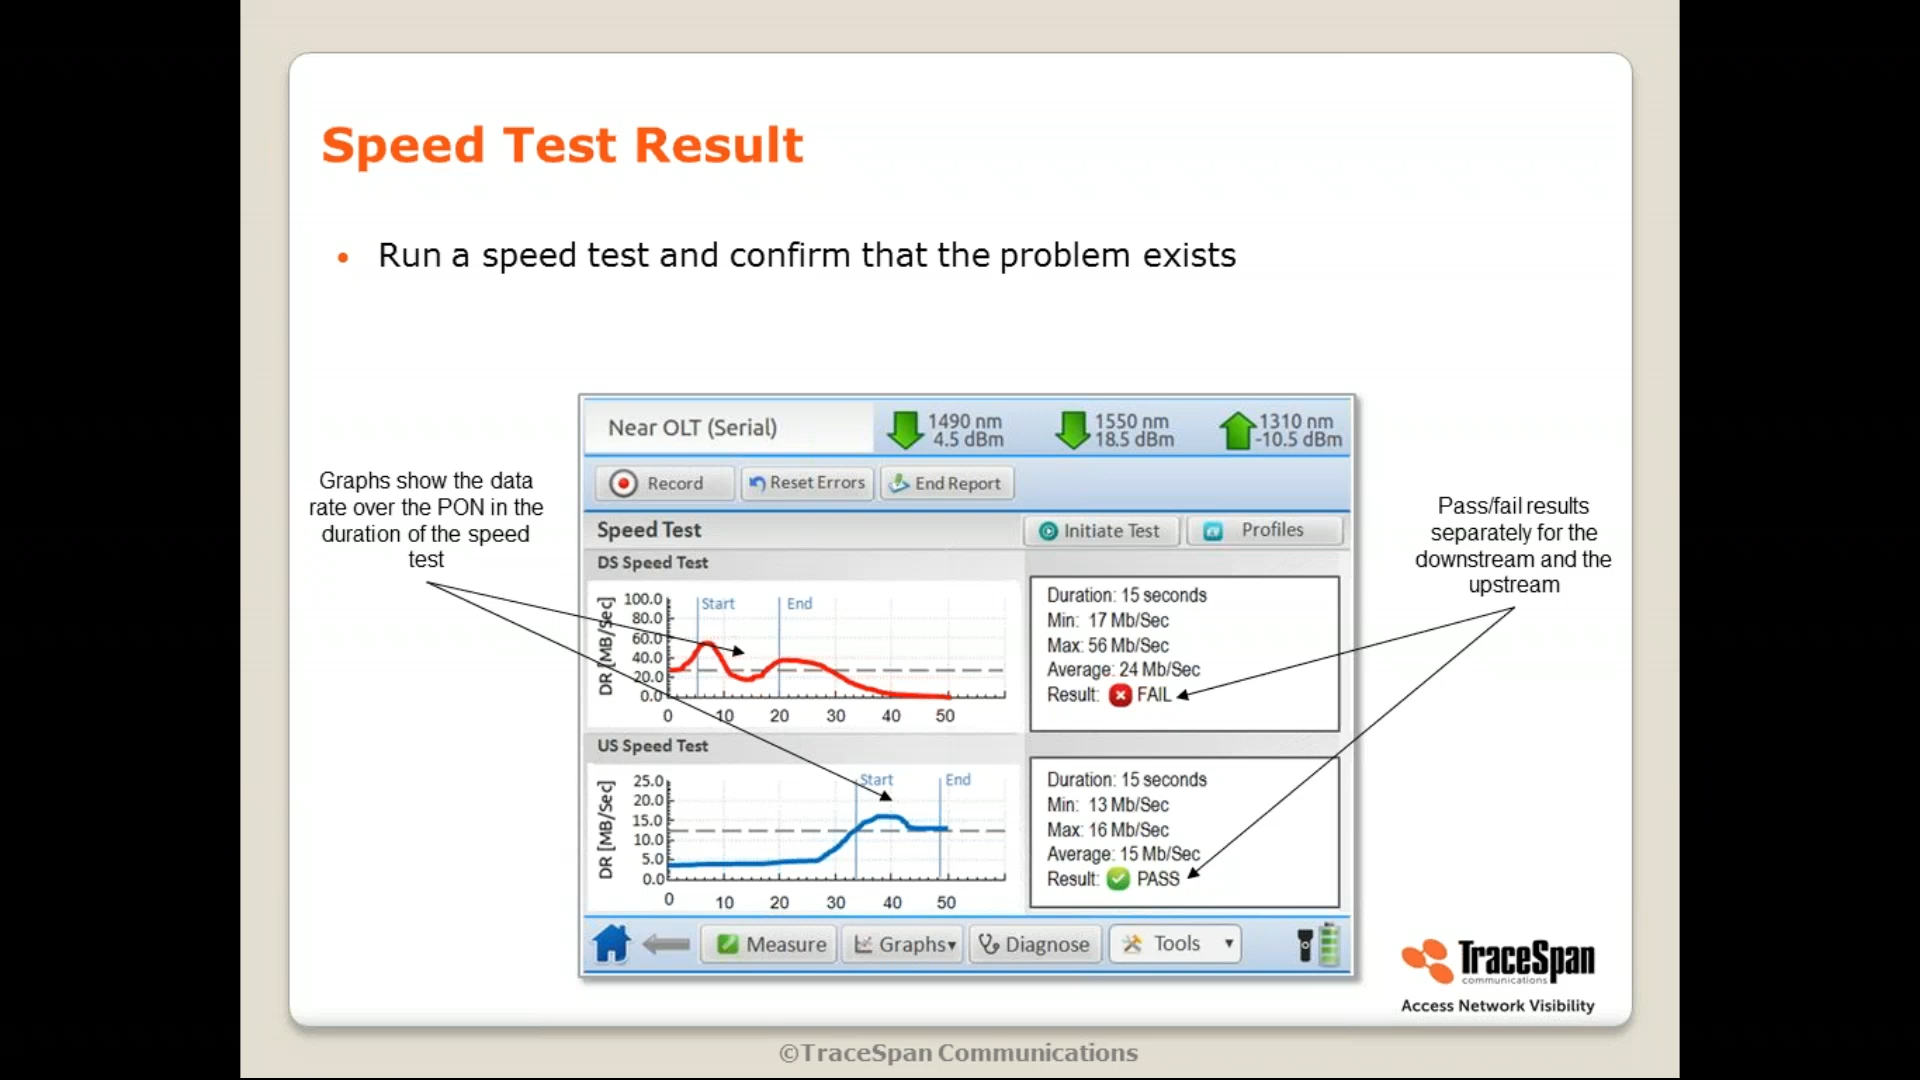 Speed Test Result
• Run a speed test and confirm that the problem exists
Graphs show the data
rate over the PON in the
duration of the speed
test
Pass/fail results
separately for the
downstream and the
upstream
Near OLT (Serial)
1490 nm
4.5 dBm
1550 nm
18.5 dBm
1310 nm
-10.5 dBm
Record
Reset Errors
End Report
Speed Test
Initiate Test
Profiles
DS Speed Test
DR [MB/Sec]
100.0
80.0
60.0
40.0
20.0
0.0
Start
End
0 10 20 30 40 50
Duration: 15 seconds
Min: 17 Mb/Sec
Max: 56 Mb/Sec
Average: 24 Mb/Sec
Result: FAIL
US Speed Test
DR [MB/Sec]
25.0
20.0
15.0
10.0
5.0
0.0
Start
End
0 10 20 30 40 50
Duration: 15 seconds
Min: 13 Mb/Sec
Max: 16 Mb/Sec
Average: 15 Mb/Sec
Result: PASS
Measure
Graphs
Diagnose
Tools
TraceSpan
communications
Access Network Visibility
©TraceSpan Communications